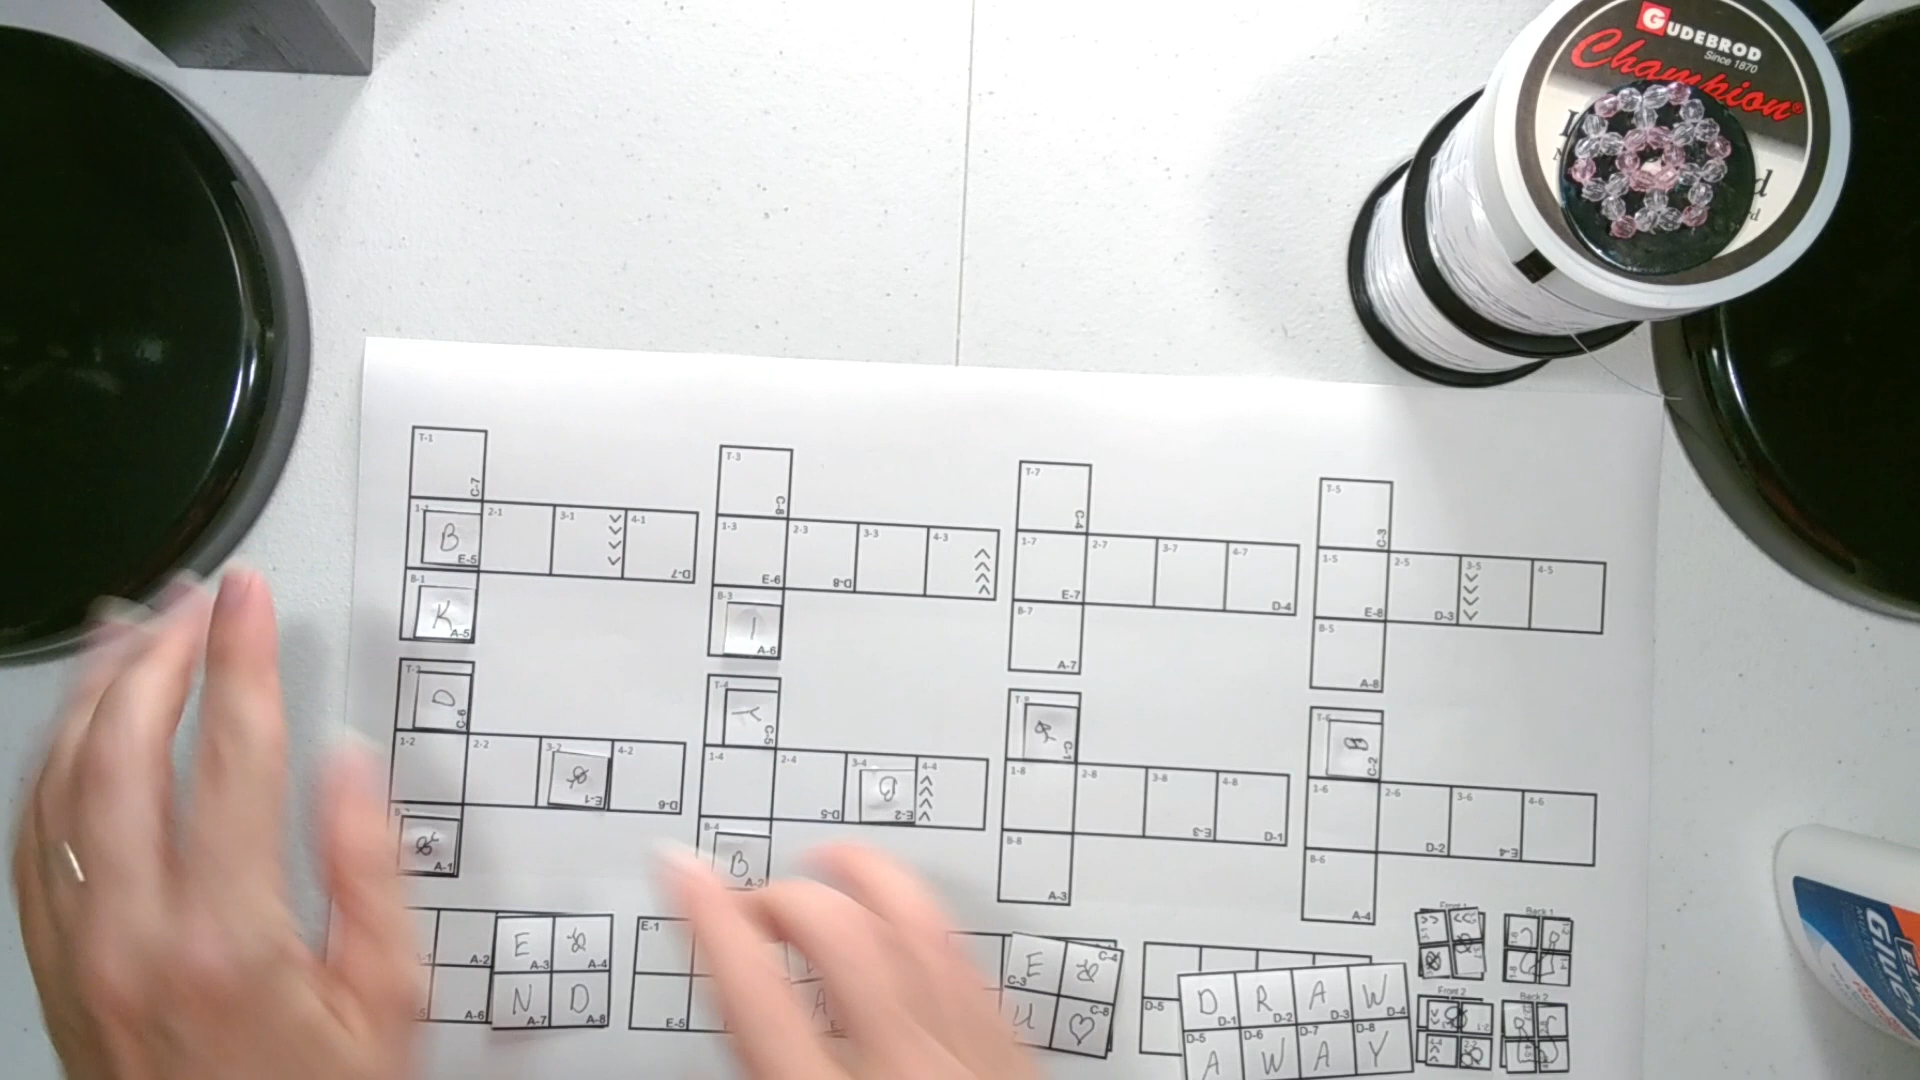 GUDEBROD
Since 1870
Champion®
T-1
C-7
T-3
C-8
T-7
C-4
T-5
C-3
1-1
B
E-5
2-1
3-1
4-1
D-7
1-3
E-6
2-3
D-8
3-3
4-3
1-7
E-7
2-7
3-7
4-7
D-4
1-5
E-8
2-5
D-3
3-5
4-5
B-1
K
A-5
B-3
I
A-6
B-7
A-7
B-5
A-8
D
C-6
T-4
Y
C-5
C-1
B
C-2
1-2
2-2
3-2
E-1
4-2
D-6
1-4
2-4
D-5
3-4
B
E-2
4-4
1-8
2-8
3-8
E-3
4-8
D-1
1-6
2-6
D-2
3-6
E-4
4-6
&
A-1
B-4
B
A-2
B-8
A-3
B-6
A-4
A-2
E
A-3
A-4
A-6
N
A-7
D
A-8
E-1
E-5
A
E
C-3
C-4
U
C-8
D-5
D
D-1
R
D-2
A
D-3
W
D-4
D-5
A
D-6
W
D-7
A
D-8
Y
Front 1
Back 1
Front 2
Back 2
GLUE